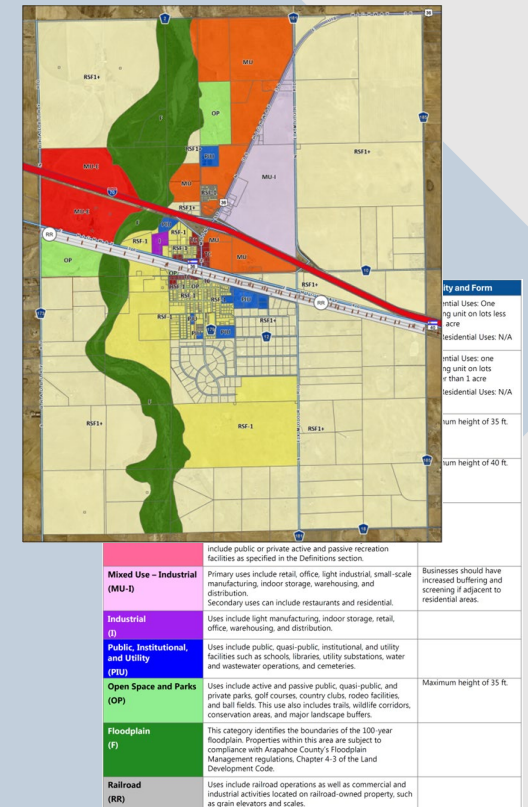 36
MU
RSF1+
OP
F
RSF1+
RSF1+
PIU
MU-I
MU-E
MU
36
RSF1+
MU-E
RR
RSF-1
RSF-1
MU
OP
MU
RSF1+
RR
RSF-1
RSF1+
RSF1+
RSF-1
RSF1+
ity and Form
ential Uses: One
ng unit on lots less
acre
Residential Uses: N/A
ential Uses: one
ng unit on lots
er than 1 acre
Residential Uses: N/A
num height of 35 ft.
num height of 40 ft.
include public or private active and passive recreation
facilities as specified in the Definitions section.
Mixed Use – Industrial
(MU-I)
Primary uses include retail, office, light industrial, small-scale
manufacturing, indoor storage, warehousing, and
distribution.
Secondary uses can include restaurants and residential.
Businesses should have
increased buffering and
screening if adjacent to
residential areas.
Industrial
(I)
Uses include light manufacturing, indoor storage, retail,
office, warehousing, and distribution.
Public, Institutional,
and Utility
(PIU)
Uses include public, quasi-public, institutional, and utility
facilities such as schools, libraries, utility substations, water
and wastewater operations, and cemeteries.
Open Space and Parks
(OP)
Uses include active and passive public, quasi-public, and
private parks, golf courses, country clubs, rodeo facilities,
and ball fields. This use also includes trails, wildlife corridors,
conservation areas, and major landscape buffers.
Maximum height of 35 ft.
Floodplain
(F)
This category identifies the boundaries of the 100-year
floodplain. Properties within this area are subject to
compliance with Arapahoe County's Floodplain
Management regulations, Chapter 4-3 of the Land
Development Code.
Railroad
(RR)
Uses include railroad operations as well as commercial and
industrial activities located on railroad-owned property, such
as grain elevators and scales.